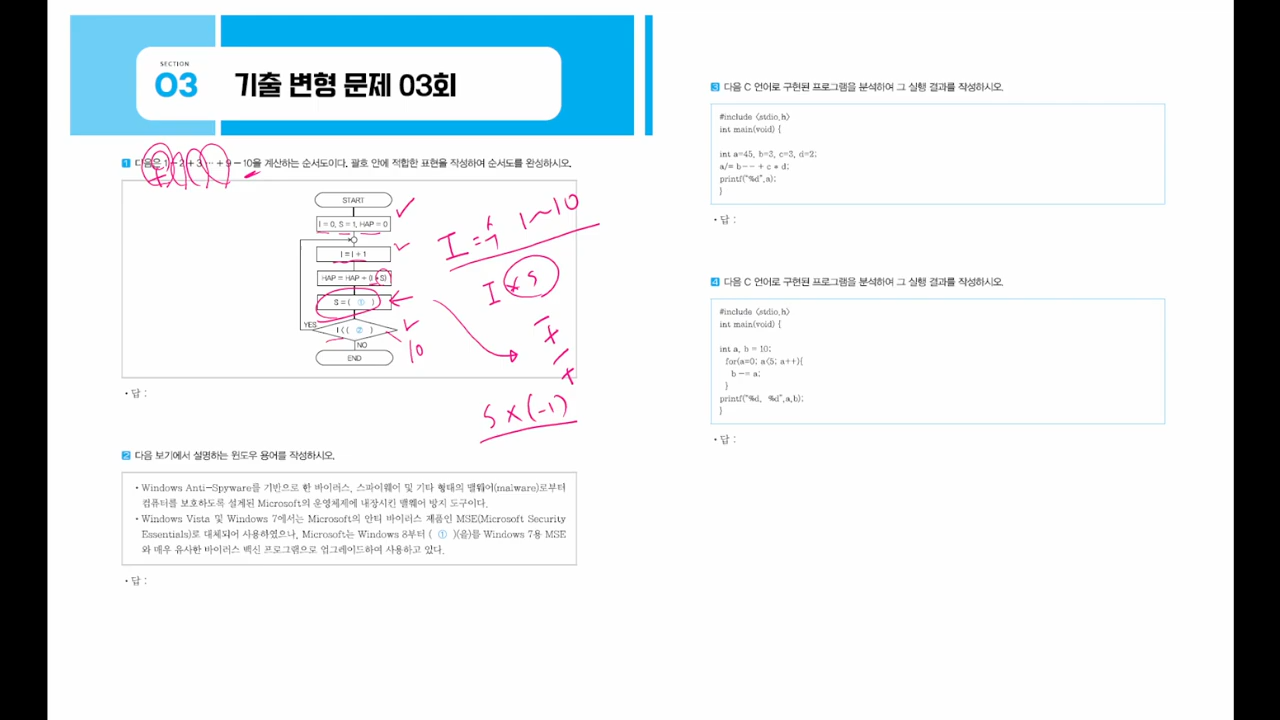 SECTION
03
기출 변형 문제 03회
1 다음은 1-2+3 … +9-10을 계산하는 순서도이다. 괄호 안에 적합한 표현을 작성하여 순서도를 완성하시오.
START
I = 0, S = 1, HAP = 0
I = I + 1
HAP = HAP + (I * S)
S = ( ① )
YES
I < ( ② )
NO
END
I = 1 1~10
I × S
10
S × (-1)
• 답 :
2 다음 보기에서 설명하는 윈도우 용어를 작성하시오.
• Windows Anti-Spyware를 기반으로 한 바이러스, 스파이웨어 및 기타 형태의 맬웨어(malware)로부터
컴퓨터를 보호하도록 설계된 Microsoft의 운영체제에 내장시킨 맬웨어 방지 도구이다.
• Windows Vista 및 Windows 7에서는 Microsoft의 안티 바이러스 제품인 MSE(Microsoft Security
Essentials)로 대체되어 사용하였으나, Microsoft는 Windows 8부터 ( ① )(을)를 Windows 7용 MSE
와 매우 유사한 바이러스 백신 프로그램으로 업그레이드하여 사용하고 있다.
• 답 :
3 다음 C 언어로 구현된 프로그램을 분석하여 그 실행 결과를 작성하시오.
#include <stdio.h>
int main(void) {
int a=45, b=3, c=3, d=2;
a/= b-- + c * d;
printf("%d",a);
}
• 답 :
4 다음 C 언어로 구현된 프로그램을 분석하여 그 실행 결과를 작성하시오.
#include <stdio.h>
int main(void) {
int a, b = 10;
for(a=0; a<5; a++){
b -= a;
}
printf("%d, %d",a,b);
}
• 답 :